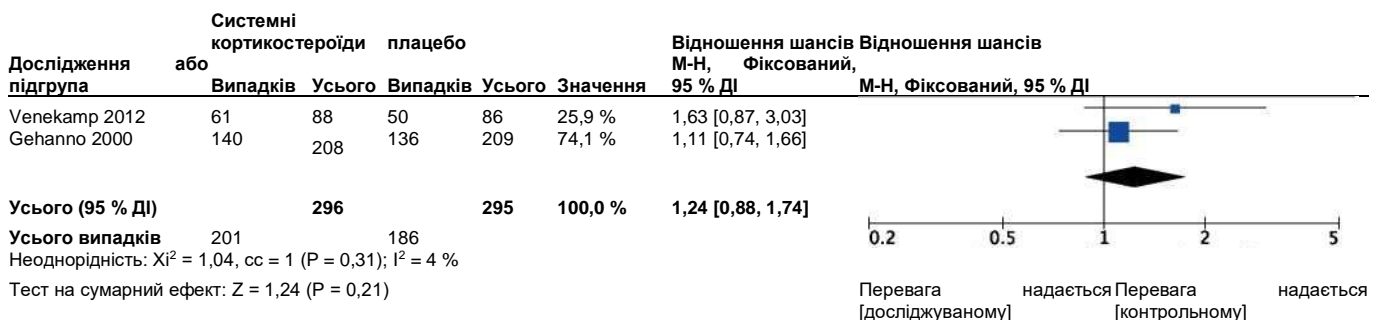 Системні кортикостероїди плацебо Відношення шансів Відношення шансів
Дослідження або підгрупа Випадків Усього Випадків Усього Значення М-Н, Фіксований, 95 % ДІ М-Н, Фіксований, 95 % ДІ
Venekamp 2012 61 88 50 86 25,9 % 1,63 [0,87, 3,03]
Gehanno 2000 140 208 136 209 74,1 % 1,11 [0,74, 1,66]
Усього (95 % ДІ) 296 295 100,0 % 1,24 [0,88, 1,74]
Усього випадків 201 186
Неоднорідність: Xi² = 1,04, сс = 1 (P = 0,31); I² = 4 %
Тест на сумарний ефект: Z = 1,24 (P = 0,21)
0.2 0.5 1 2 5
Перевага надається [досліджуваному] Перевага надається [контрольному]